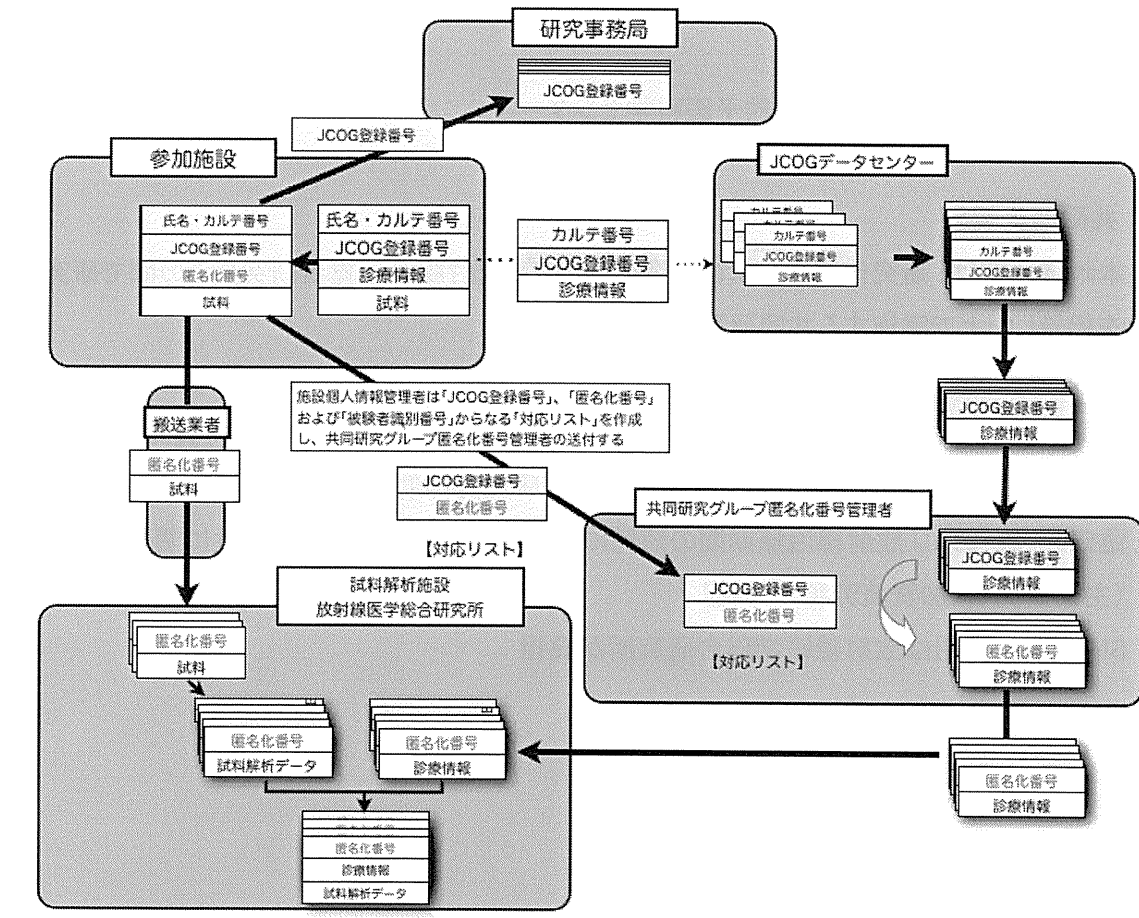 研究事務局
JCOG登録番号
JCOG登録番号
参加施設
氏名・カルテ番号
JCOG登録番号
匿名化番号
試料
氏名・カルテ番号
JCOG登録番号
診療情報
試料
カルテ番号
JCOG登録番号
診療情報
JCOGデータセンター
カルテ番号
カルテ番号
カルテ番号
JCOG登録番号
診療情報
カルテ番号
JCOG登録番号
診療情報
JCOG登録番号
診療情報
施設個人情報管理者は「JCOG登録番号」、「匿名化番号」
および「被験者識別番号」からなる「対応リスト」を作成
し、共同研究グループ匿名化番号管理者の送付する
搬送業者
匿名化番号
試料
JCOG登録番号
匿名化番号
【対応リスト】
共同研究グループ匿名化番号管理者
JCOG登録番号
診療情報
JCOG登録番号
匿名化番号
【対応リスト】
匿名化番号
診療情報
試料解析施設
放射線医学総合研究所
匿名化番号
試料
匿名化番号
試料解析データ
匿名化番号
診療情報
匿名化番号
診療情報
匿名化番号
診療情報
試料解析データ